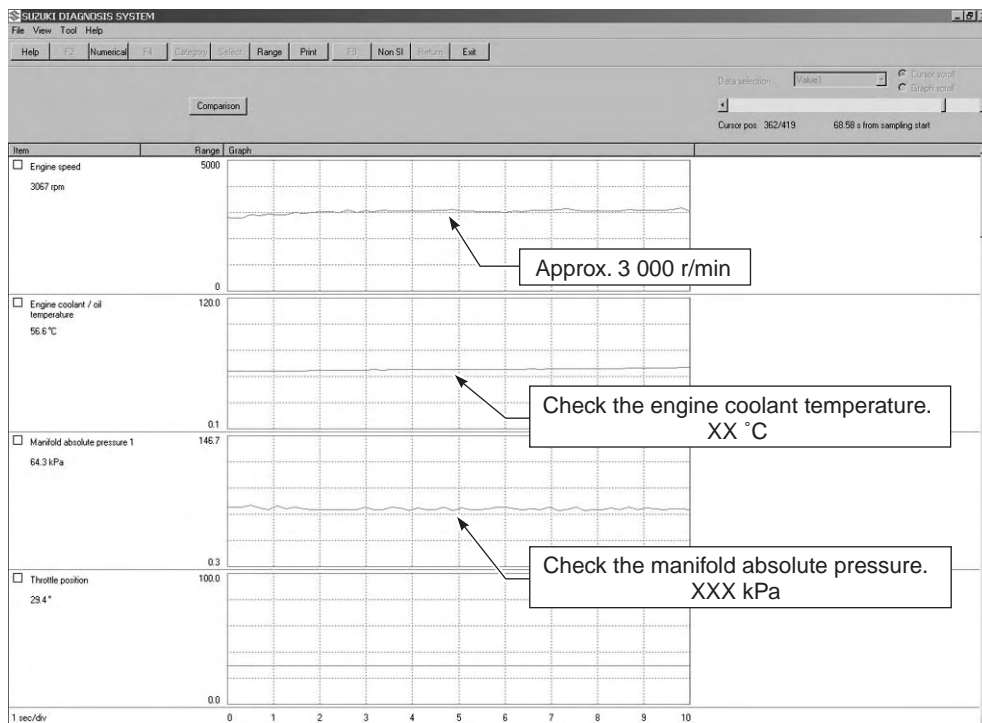 SUZUKI DIAGNOSIS SYSTEM
File View Tool Help
Help F2 Numerical F4 Category Select Range Print F8 Non SI Return Exit
Data selection Value1 Cursor scroll
Graph scroll
Comparison
Cursor pos 362/419 68.58 s from sampling start
Item Range Graph
Engine speed 5000
3067 rpm
Approx. 3 000 r/min
0
Engine coolant / oil 120.0
temperature
56.6 °C
Check the engine coolant temperature.
XX ˚C
0.1
Manifold absolute pressure 1 146.7
64.3 kPa
0.3
Check the manifold absolute pressure.
XXX kPa
Throttle position 100.0
29.4 °
0.0
1 sec/div 0 1 2 3 4 5 6 7 8 9 10